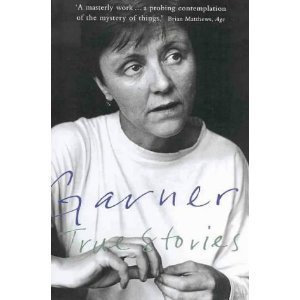 'A masterly work ... a probing contemplation
of the mystery of things.' Brian Matthews, Age
Garner
True Stories